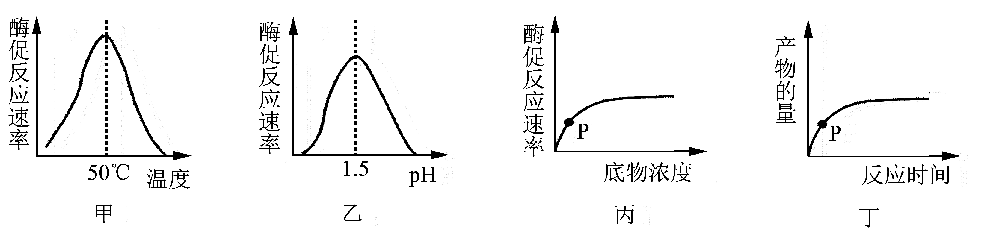 酶促反应速率
50℃
温度
甲
酶促反应速率
1.5
pH
乙
酶促反应速率
P
底物浓度
丙
产物的量
P
反应时间
丁